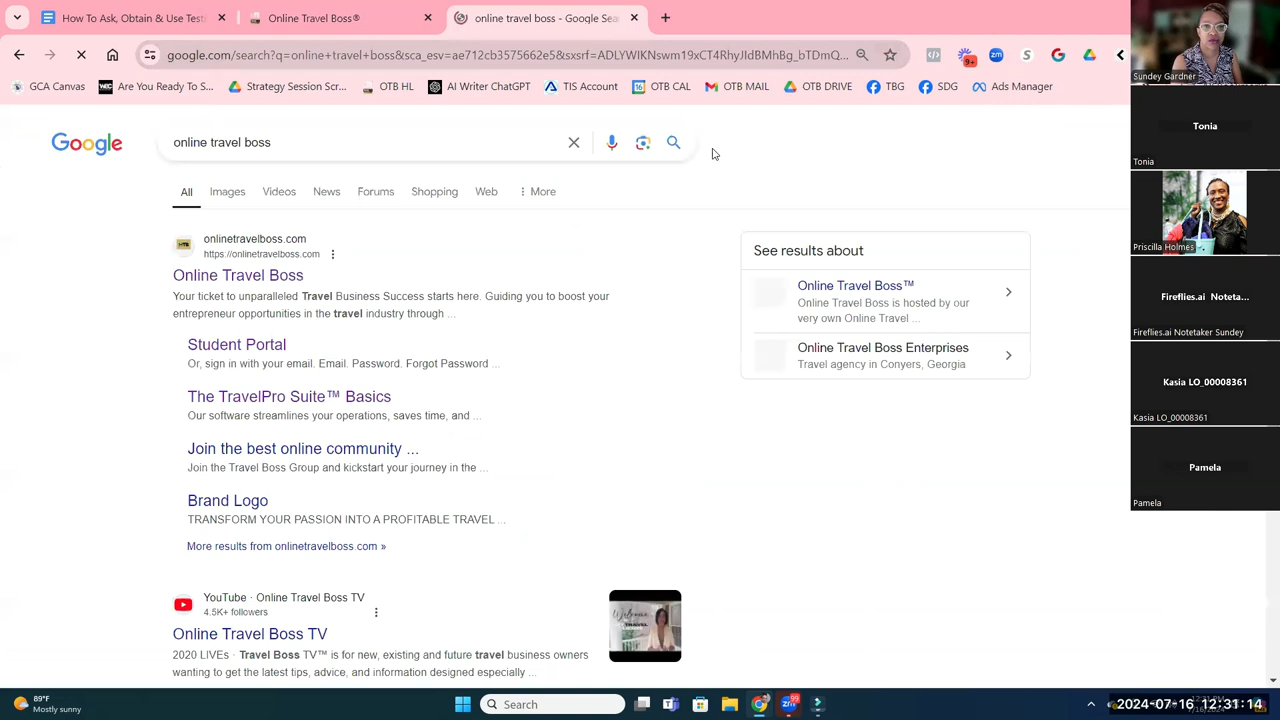 How To Ask, Obtain & Use Test
Online Travel Boss®
online travel boss - Google Sea
google.com/search?q=online+travel+boss&sca_esv=ae712cb3575662e5&sxsrf=ADLYWIKNswm19xCT4RhyJldBMhBg_bTDmQ...
9+
GCA Canvas
Are You Ready To S...
Strategy Session Scr...
OTB HL
AI Writer ChatGPT
TIS Account
OTB CAL
OTB MAIL
OTB DRIVE
TBG
SDG
Ads Manager
Google
online travel boss
All
Images
Videos
News
Forums
Shopping
Web
More
onlinetravelboss.com
https://onlinetravelboss.com
Online Travel Boss
Your ticket to unparalleled Travel Business Success starts here. Guiding you to boost your
entrepreneur opportunities in the travel industry through ...
Student Portal
Or, sign in with your email. Email. Password. Forgot Password ...
The TravelPro Suite™ Basics
Our software streamlines your operations, saves time, and ...
Join the best online community ...
Join the Travel Boss Group and kickstart your journey in the ...
Brand Logo
TRANSFORM YOUR PASSION INTO A PROFITABLE TRAVEL ...
More results from onlinetravelboss.com »
YouTube · Online Travel Boss TV
4.5K+ followers
Online Travel Boss TV
2020 LIVEs · Travel Boss TV™ is for new, existing and future travel business owners
wanting to get the latest tips, advice, and information designed especially ...
See results about
Online Travel Boss™
Online Travel Boss is hosted by our
very own Online Travel ...
Online Travel Boss Enterprises
Travel agency in Conyers, Georgia
Sundey Gardner
Tonia
Tonia
Priscilla Holmes
Fireflies.ai Noteta...
Fireflies.ai Notetaker Sundey
Kasia LO_00008361
Kasia LO_00008361
Pamela
Pamela
89°F
Mostly sunny
Search
2024-07-16 12:31:14